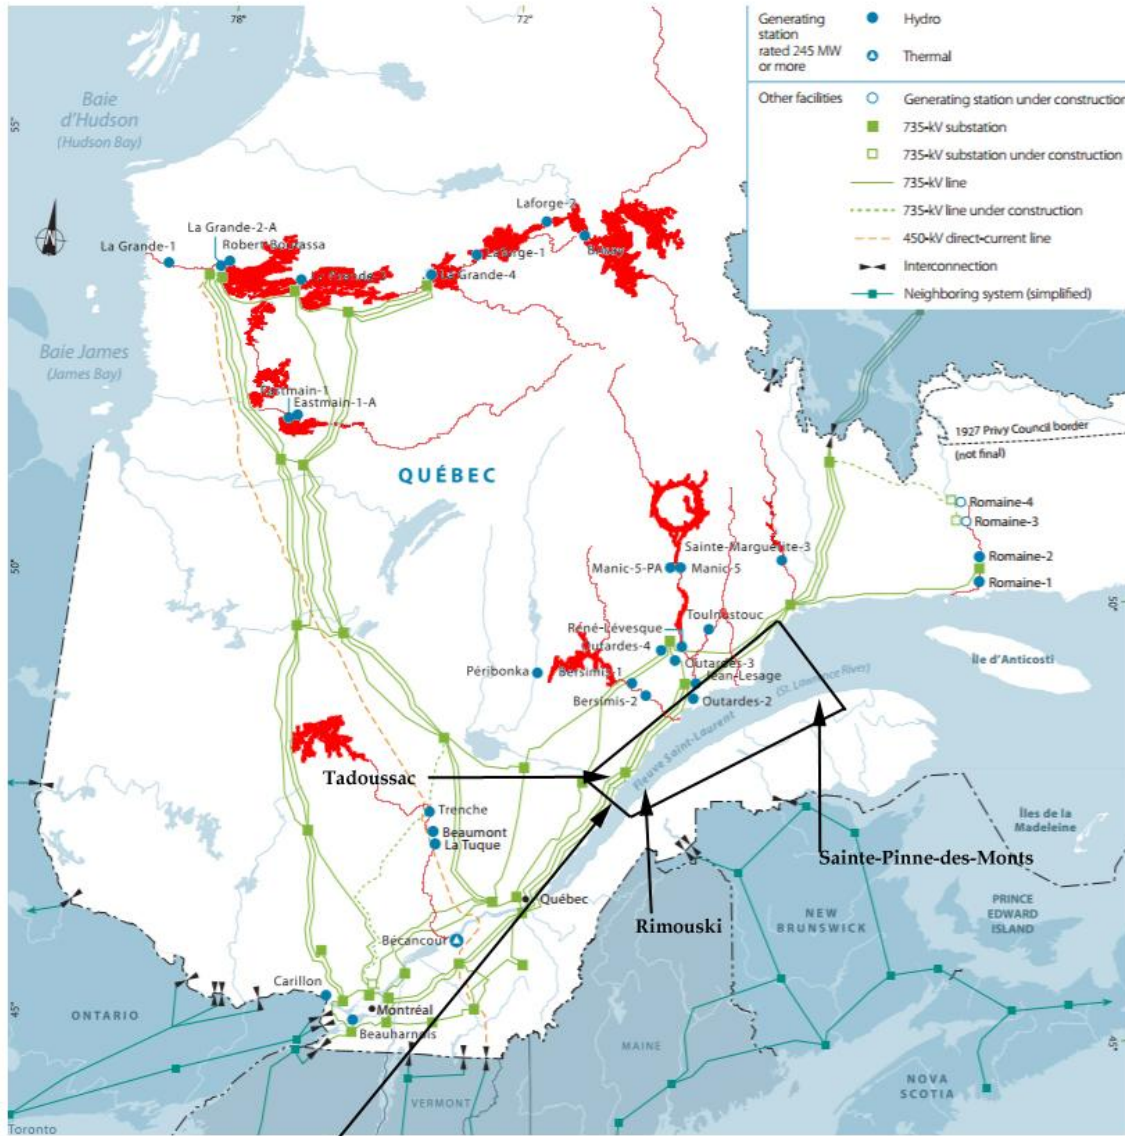 78°
72°
Generating
station
rated 245 MW
or more
Hydro
Thermal
Other facilities
Generating station under construction
735-kV substation
735-kV substation under construction
735-kV line
735-kV line under construction
450-kV direct-current line
Interconnection
Neighboring system (simplified)
Baie
d'Hudson
(Hudson Bay)
55°
Laforge-2
La Grande-2-A
Robert-Bourassa
La Grande-1
Laforge-1
Brisay
La Grande-3
La Grande-4
Baie James
(James Bay)
Eastmain-1
Eastmain-1-A
1927 Privy Council border
(not final)
QUÉBEC
Romaine-4
Romaine-3
Sainte-Marguerite-3
Romaine-2
Manic-5-PA
Manic-5
Romaine-1
50°
50°
Toulnustouc
Réné-Lévesque
Outardes-4
Outardes-3
Île d'Anticosti
Péribonka
Bersimis-1
Jean-Lesage
(St. Lawrence River)
Bersimis-2
Outardes-2
Fleuve Saint-Laurent
Tadoussac
Trenche
Beaumont
La Tuque
Îles de la
Madeleine
Sainte-Pinne-des-Monts
Québec
Rimouski
NEW
BRUNSWICK
PRINCE
EDWARD
ISLAND
Bécancour
Carillon
Montréal
45°
ONTARIO
Beauharnois
MAINE
45°
NOVA
SCOTIA
VERMONT
Toronto